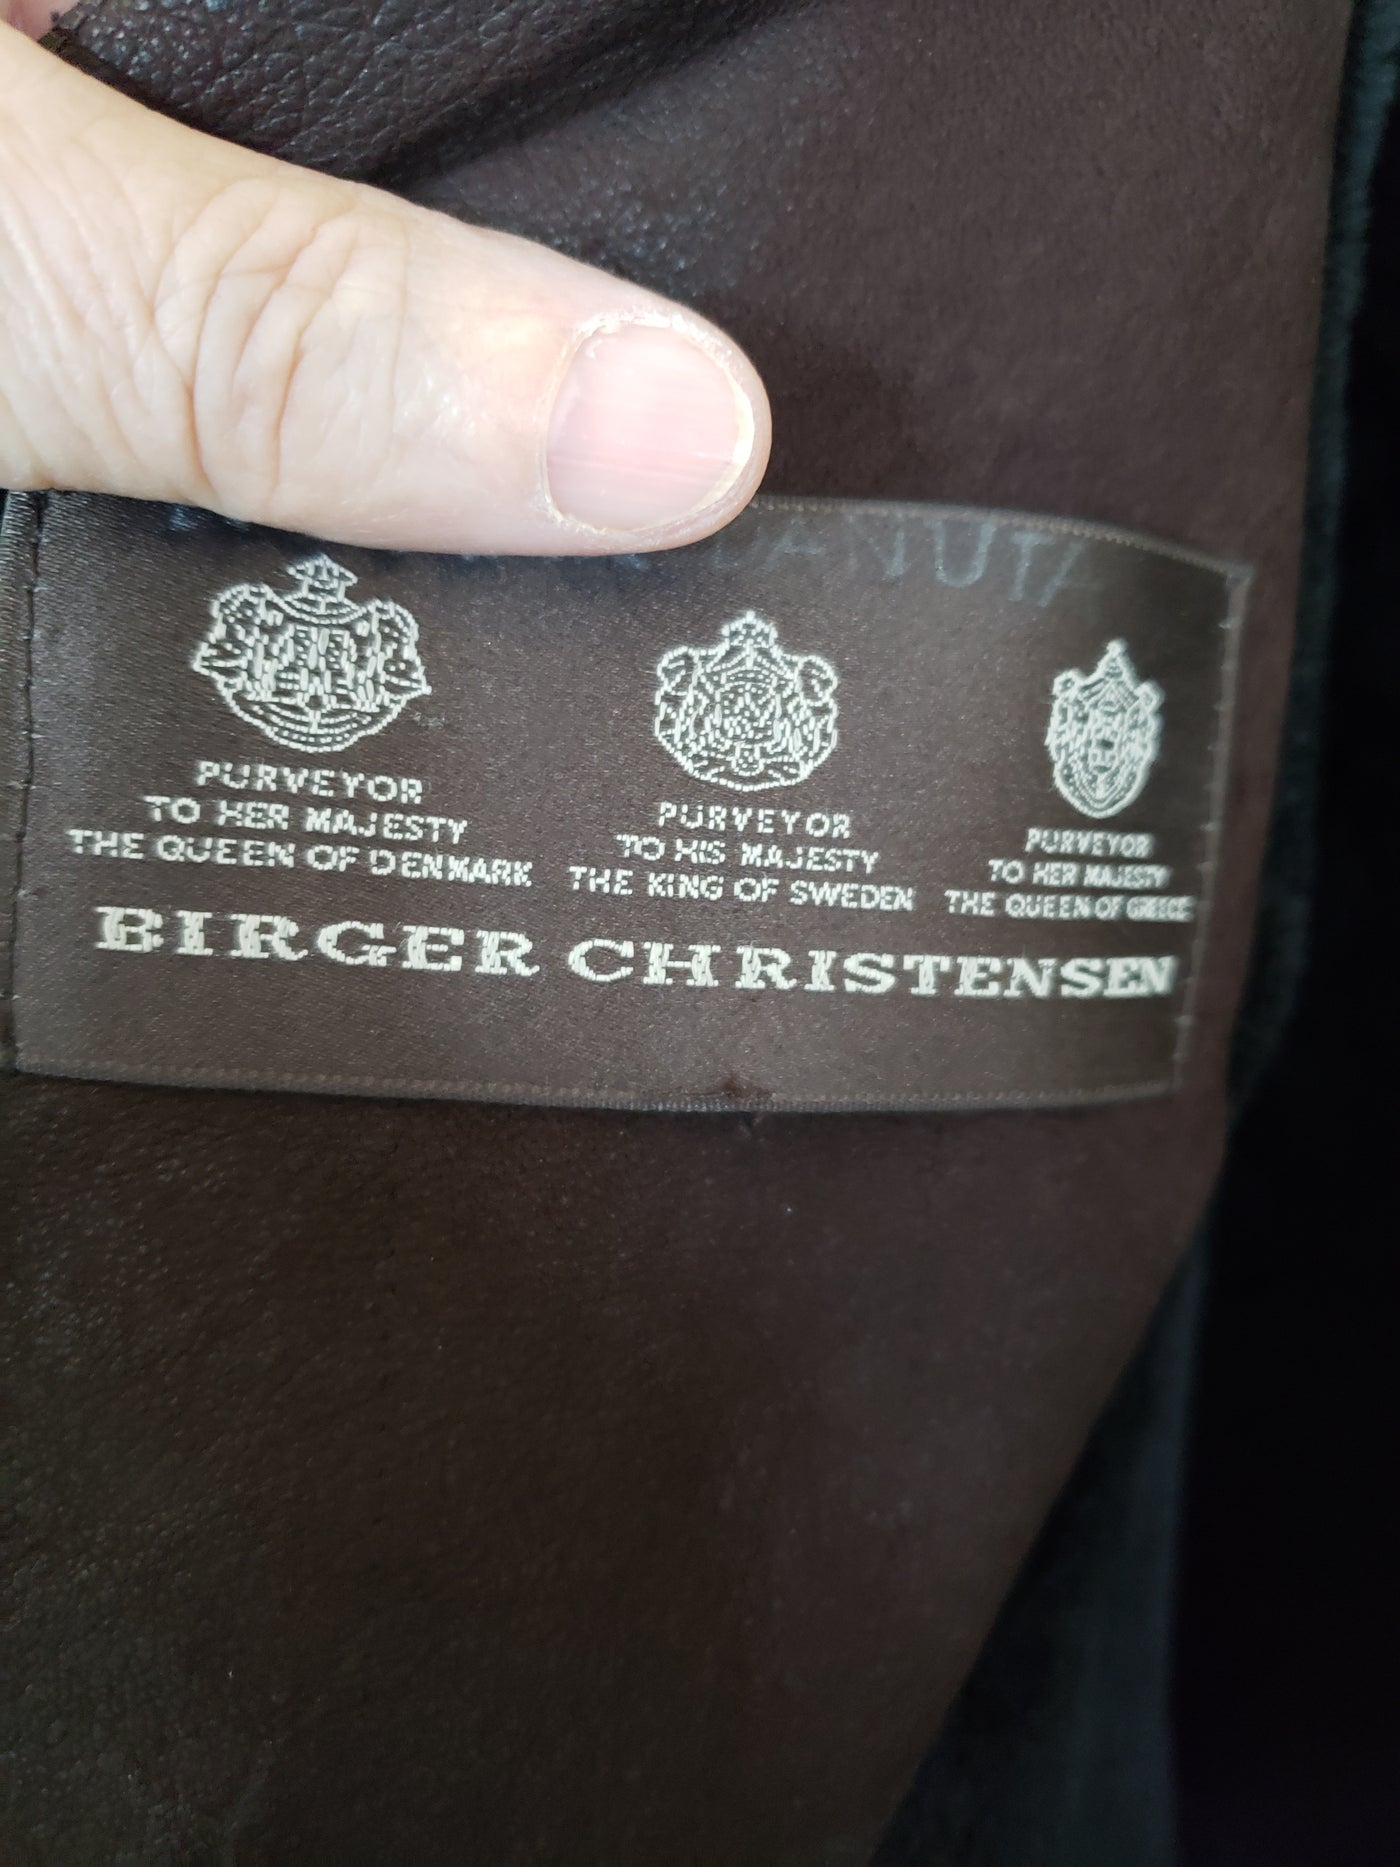 DANUTA
PURVEYOR
TO HER MAJESTY
THE QUEEN OF DENMARK
PURVEYOR
TO HIS MAJESTY
THE KING OF SWEDEN
PURVEYOR
TO HER MAJESTY
THE QUEEN OF GREECE
BIRGER CHRISTENSEN